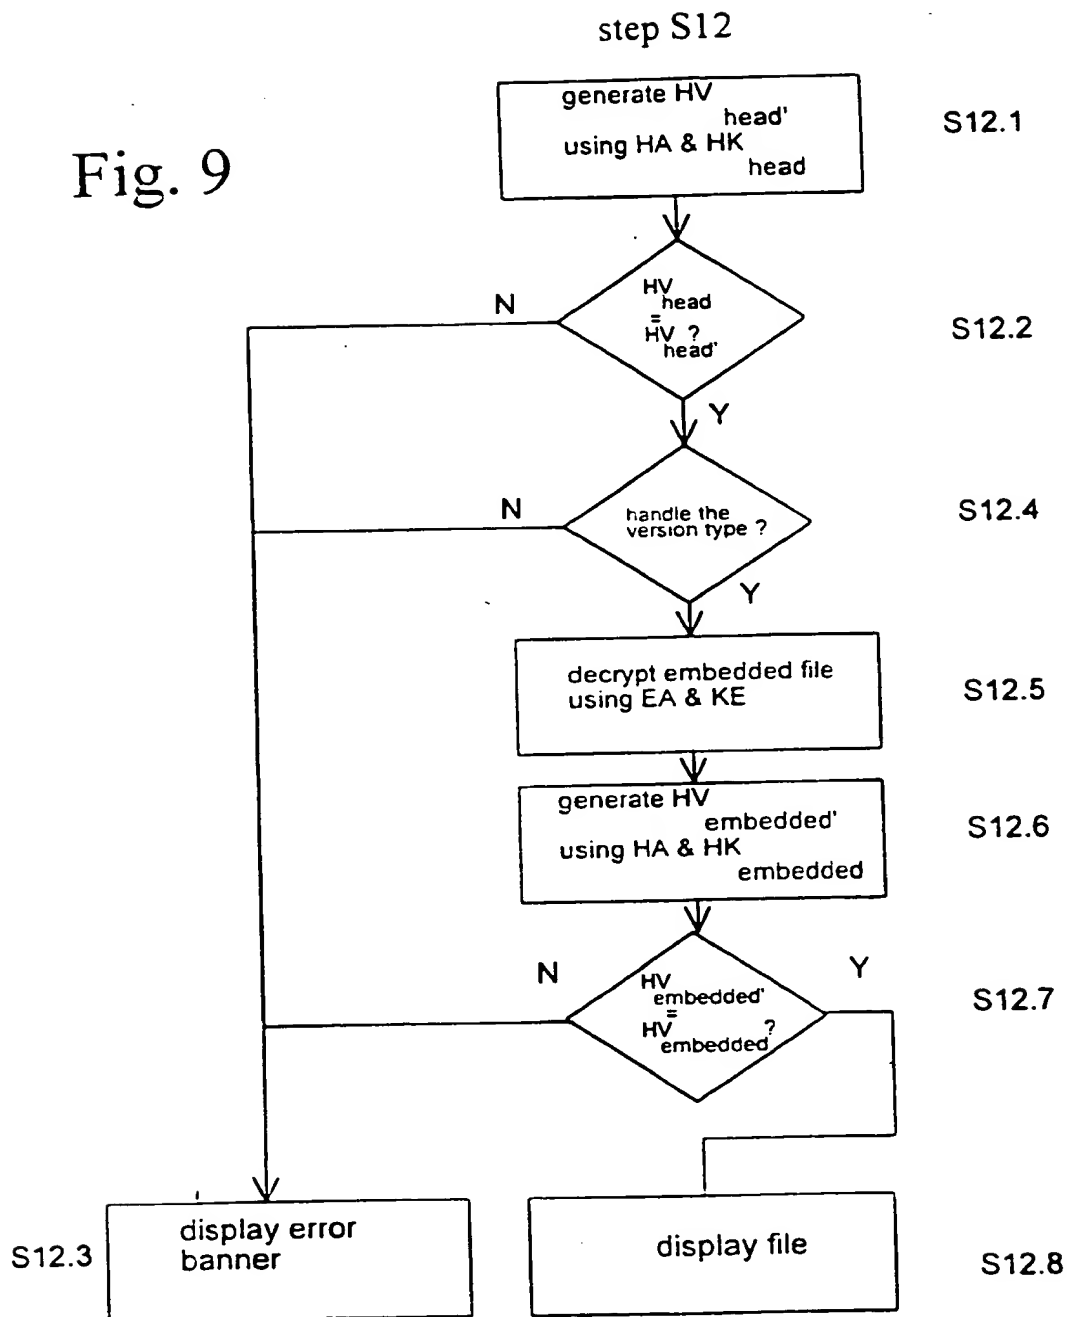 step S12
Fig. 9
generate HV
head'
using HA & HK
head
S12.1
HV
head
=
HV ?
head'
N
S12.2
Y
handle the
version type ?
N
S12.4
Y
decrypt embedded file
using EA & KE
S12.5
generate HV
embedded'
using HA & HK
embedded
S12.6
N
Y
HV
embedded'
=
HV ?
embedded
S12.7
S12.3
display error
banner
display file
S12.8